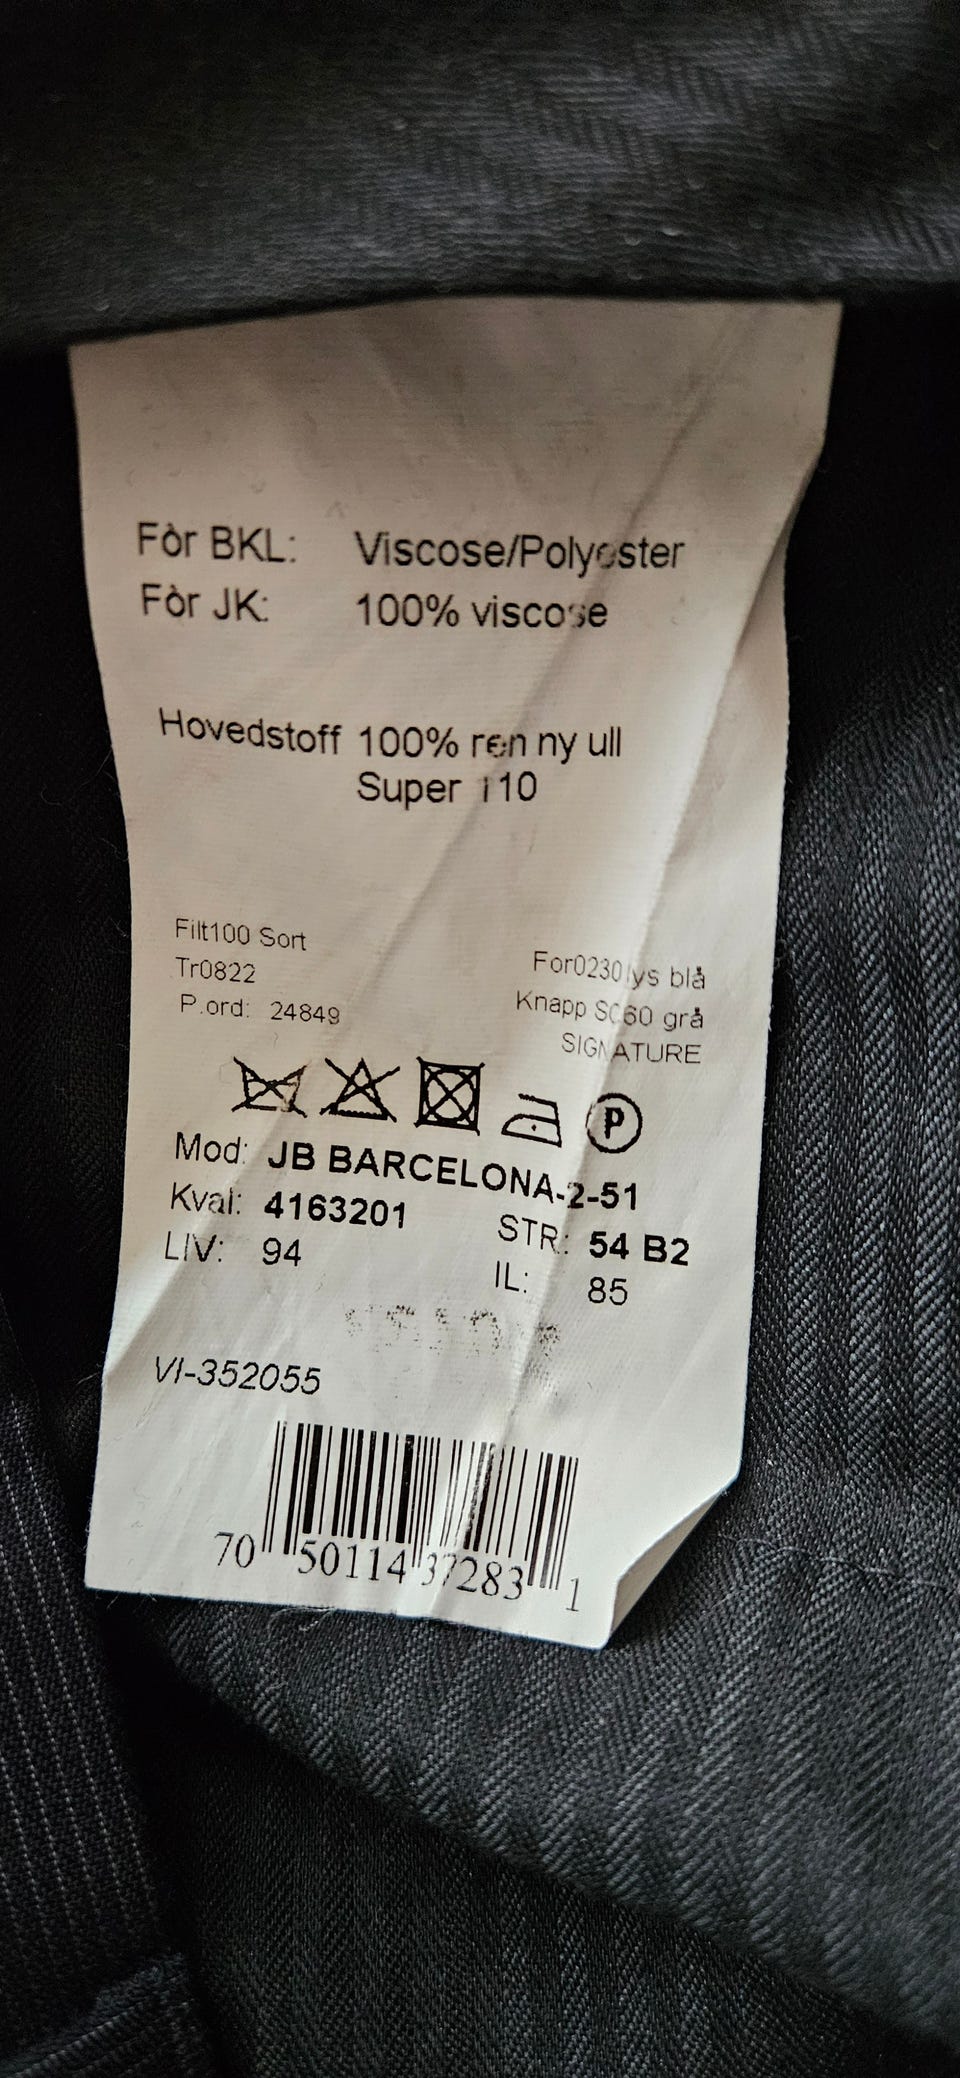 Fòr BKL: Viscose/Polyester
Fòr JK: 100% viscose
Hovedstoff 100% ren ny ull
Super 110
Filt100 Sort
Tr0822
P.ord: 24849
For0230 lys blå
Knapp SC60 grå
SIGNATURE
P
Mod: JB BARCELONA-2-51
Kval: 4163201 STR: 54 B2
LIV: 94 IL: 85
VI-352055
70 50114 37283 1